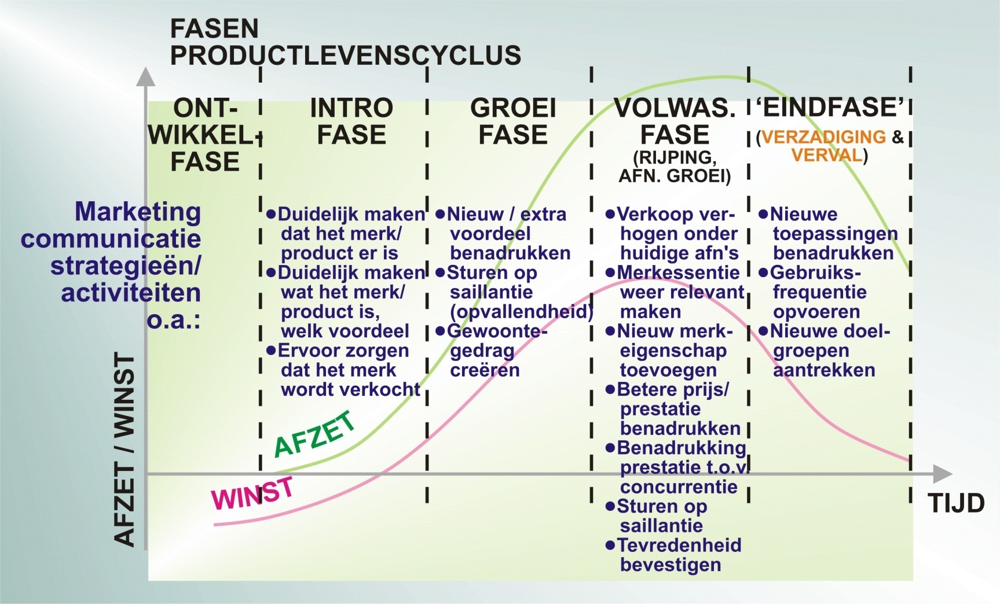 FASEN
PRODUCTLEVENSCYCLUS
ONT-
WIKKEL-
FASE
INTRO
FASE
GROEI
FASE
VOLWAS.
FASE
(RIJPING,
AFN. GROEI)
‘EINDFASE’
(VERZADIGING &
VERVAL)
Marketing
communicatie
strategieën/
activiteiten
o.a.:
●Duidelijk maken
dat het merk/
product er is
●Duidelijk maken
wat het merk/
product is,
welk voordeel
●Ervoor zorgen
dat het merk
wordt verkocht
●Nieuw / extra
voordeel
benadrukken
●Sturen op
saillantie
(opvallendheid)
●Gewoonte-
gedrag
creëren
●Verkoop ver-
hogen onder
huidige afn's
●Merkessentie
weer relevant
maken
●Nieuw merk-
eigenschap
toevoegen
●Betere prijs/
prestatie
benadrukken
●Benadrukking
prestatie t.o.v.
concurrentie
●Sturen op
saillantie
●Tevredenheid
bevestigen
●Nieuwe
toepassingen
benadrukken
●Gebruiks-
frequentie
opvoeren
●Nieuwe doel-
groepen
aantrekken
AFZET / WINST
AFZET
WINST
TIJD